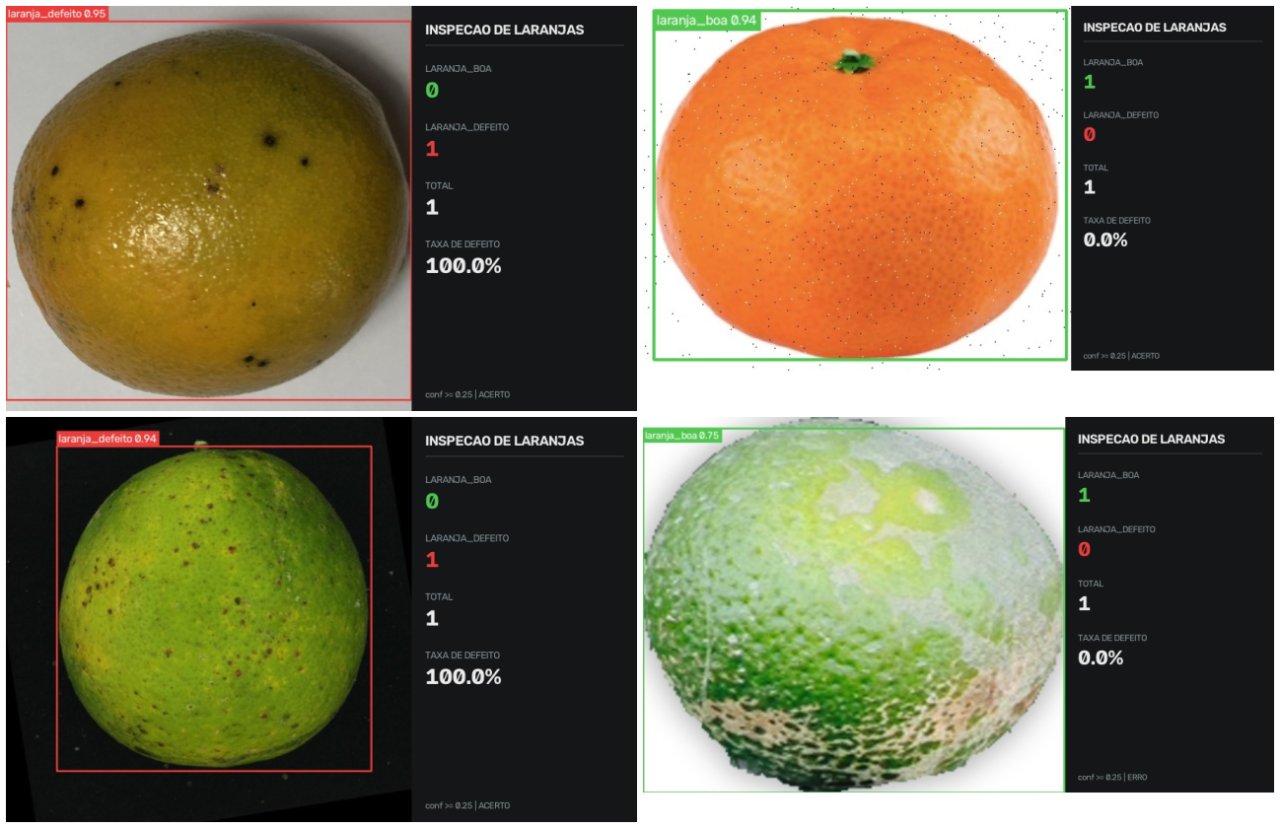 laranja_defeito 0.95
INSPECAO DE LARANJAS
LARANJA_BOA
0
LARANJA_DEFEITO
1
TOTAL
1
TAXA DE DEFEITO
100.0%
conf >= 0.25 | ACERTO
laranja_boa 0.94
INSPECAO DE LARANJAS
LARANJA_BOA
1
LARANJA_DEFEITO
0
TOTAL
1
TAXA DE DEFEITO
0.0%
conf >= 0.25 | ACERTO
laranja_defeito 0.94
INSPECAO DE LARANJAS
LARANJA_BOA
0
LARANJA_DEFEITO
1
TOTAL
1
TAXA DE DEFEITO
100.0%
conf >= 0.25 | ACERTO
laranja_boa 0.75
INSPECAO DE LARANJAS
LARANJA_BOA
1
LARANJA_DEFEITO
0
TOTAL
1
TAXA DE DEFEITO
0.0%
conf >= 0.25 | ERRO